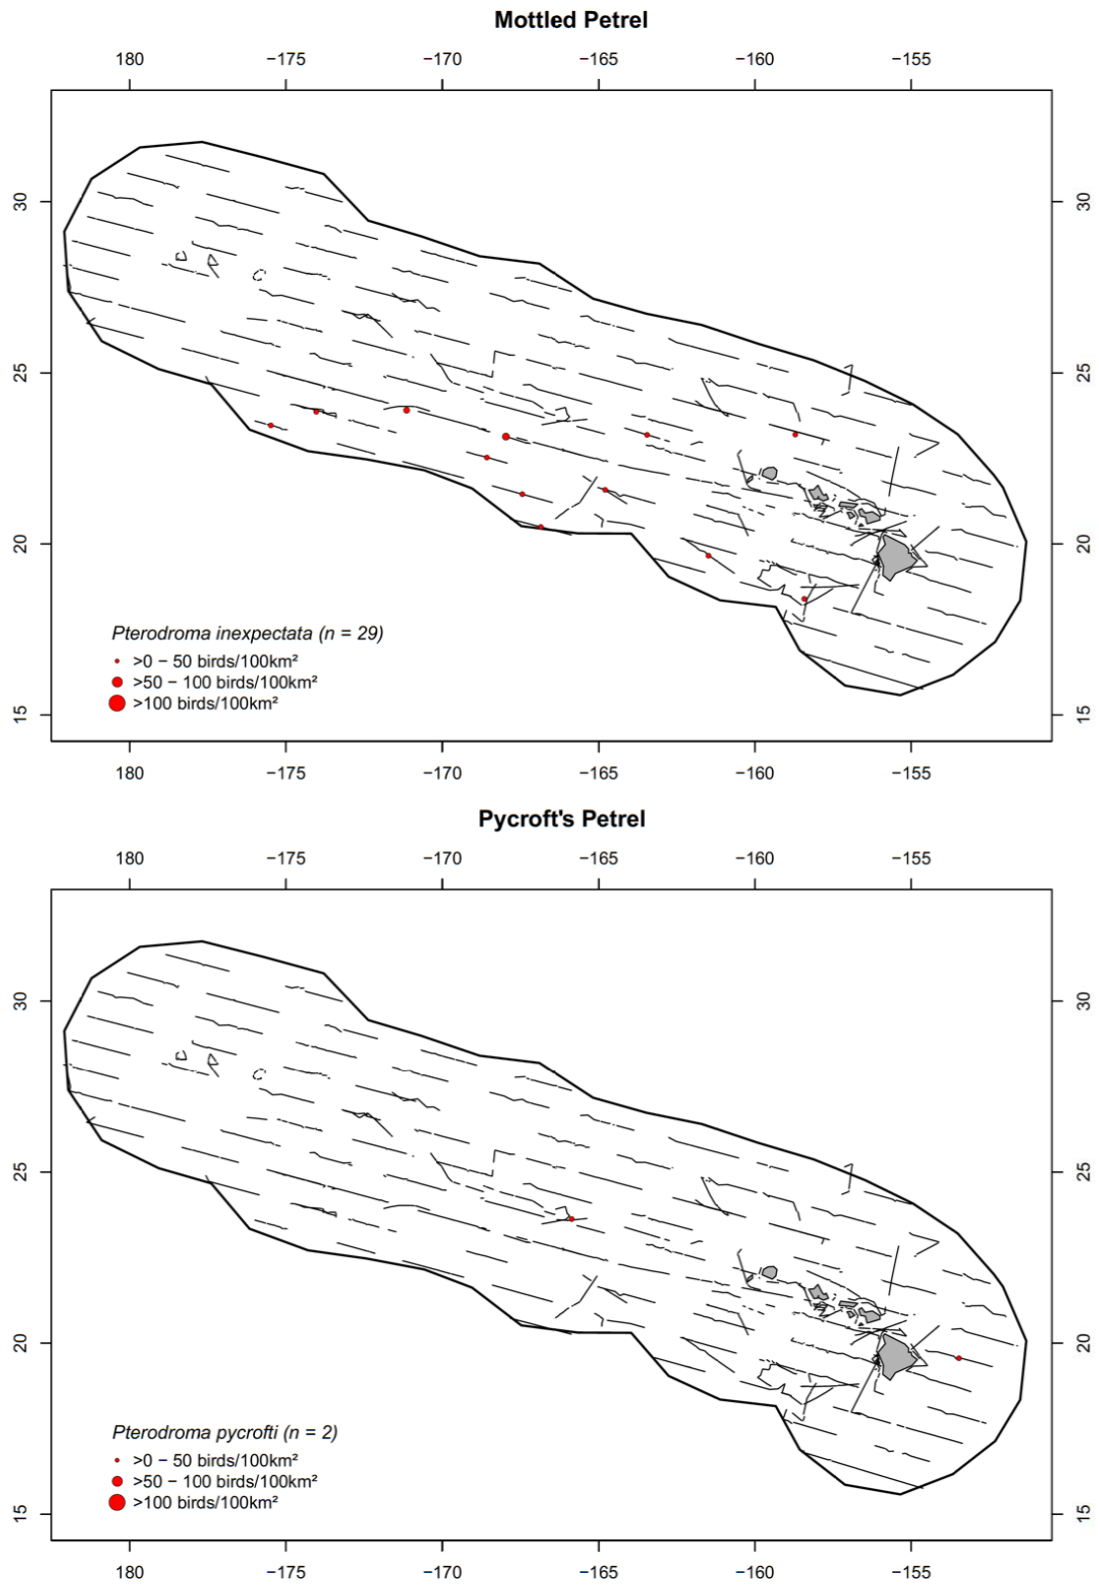 Mottled Petrel
180 −175 −170 −165 −160 −155
30 30
25 25
20 20
15 15
Pterodroma inexpectata (n = 29)
>0 − 50 birds/100km²
>50 − 100 birds/100km²
>100 birds/100km²
180 −175 −170 −165 −160 −155
Pycroft's Petrel
180 −175 −170 −165 −160 −155
30 30
25 25
20 20
15 15
Pterodroma pycrofti (n = 2)
>0 − 50 birds/100km²
>50 − 100 birds/100km²
>100 birds/100km²
180 −175 −170 −165 −160 −155